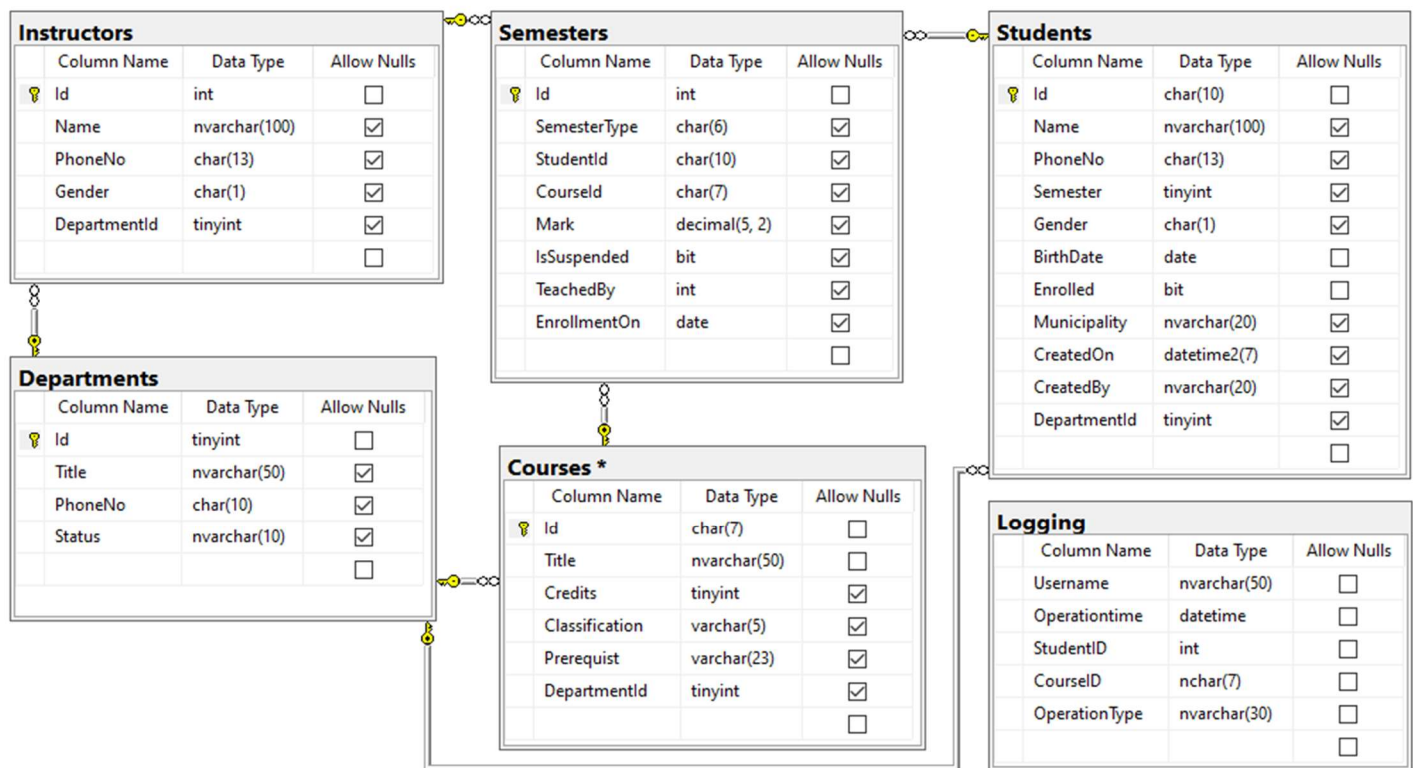 Instructors
Column Name Data Type Allow Nulls
Id int
Name nvarchar(100)
PhoneNo char(13)
Gender char(1)
DepartmentId tinyint
Semesters
Column Name Data Type Allow Nulls
Id int
SemesterType char(6)
StudentId char(10)
CourseId char(7)
Mark decimal(5, 2)
IsSuspended bit
TeachedBy int
EnrollmentOn date
Students
Column Name Data Type Allow Nulls
Id char(10)
Name nvarchar(100)
PhoneNo char(13)
Semester tinyint
Gender char(1)
BirthDate date
Enrolled bit
Municipality nvarchar(20)
CreatedOn datetime2(7)
CreatedBy nvarchar(20)
DepartmentId tinyint
Departments
Column Name Data Type Allow Nulls
Id tinyint
Title nvarchar(50)
PhoneNo char(10)
Status nvarchar(10)
Courses *
Column Name Data Type Allow Nulls
Id char(7)
Title nvarchar(50)
Credits tinyint
Classification varchar(5)
Prerequist varchar(23)
DepartmentId tinyint
Logging
Column Name Data Type Allow Nulls
Username nvarchar(50)
Operationtime datetime
StudentID int
CourseID nchar(7)
OperationType nvarchar(30)